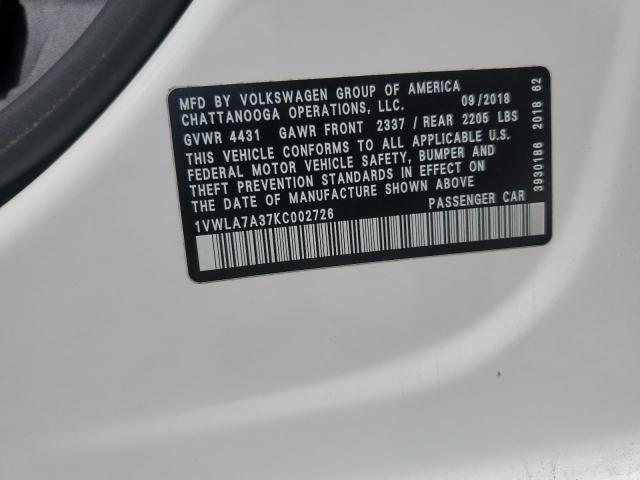 MFD BY VOLKSWAGEN GROUP OF AMERICA
CHATTANOOGA OPERATIONS, LLC. 09/2018
GVWR 4431 GAWR FRONT 2337 / REAR 2205 LBS
THIS VEHICLE CONFORMS TO ALL APPLICABLE U.S.
FEDERAL MOTOR VEHICLE SAFETY, BUMPER AND
THEFT PREVENTION STANDARDS IN EFFECT ON
THE DATE OF MANUFACTURE SHOWN ABOVE
1VWLA7A37KC002726 PASSENGER CAR
3930186 2018 62